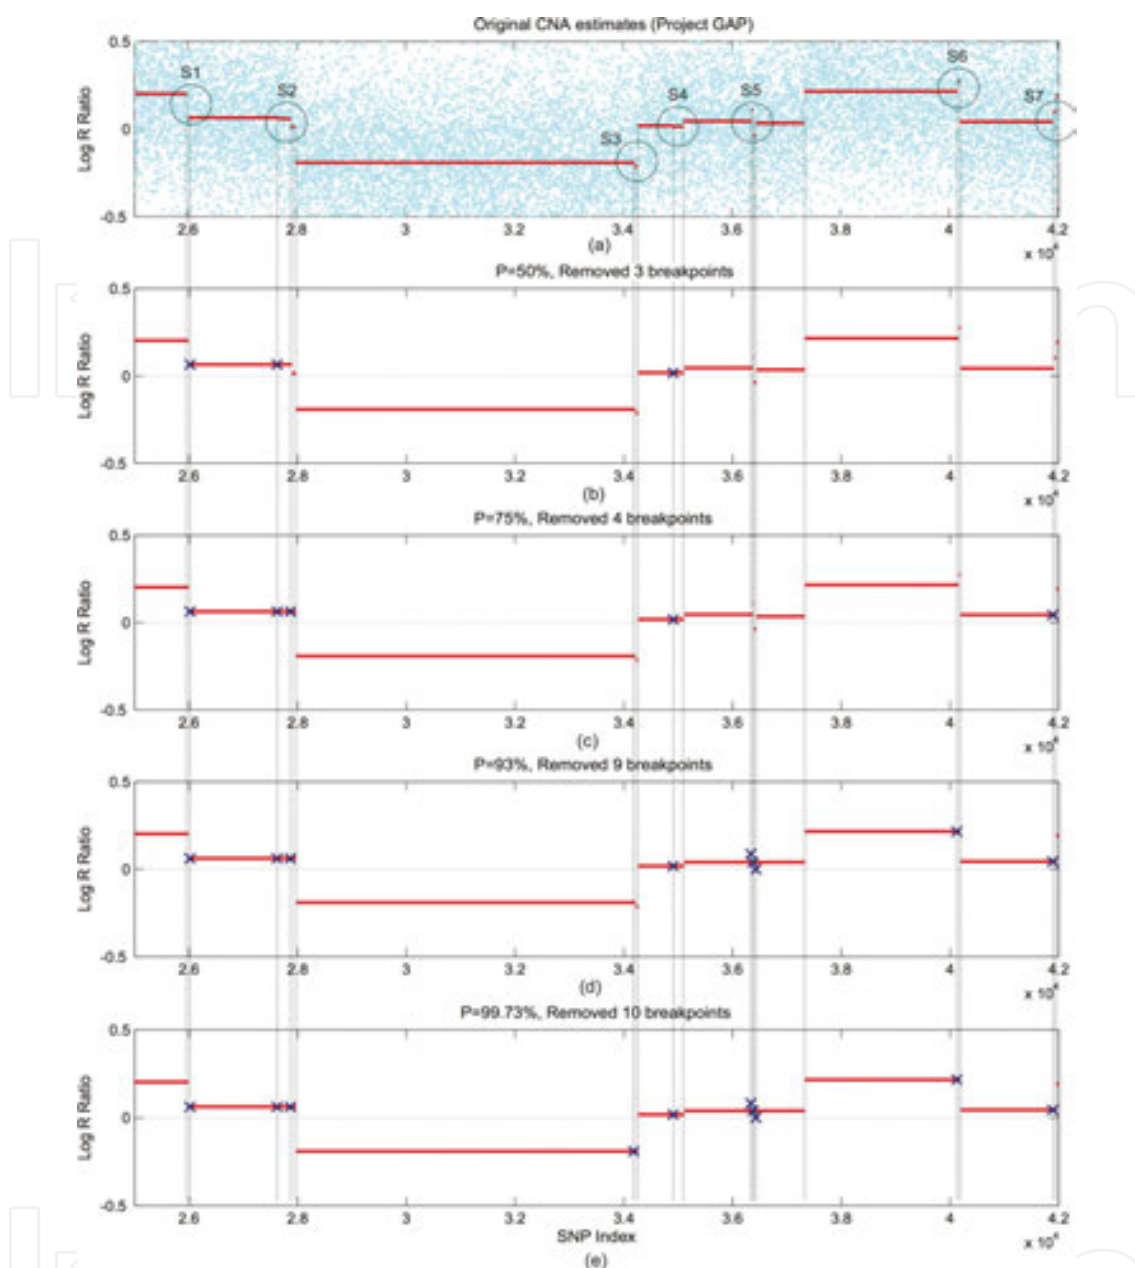 Original CNA estimates (Project GAP)
0.5
S1
S2
S3
S4
S5
S6
S7
Log R Ratio
0
-0.5
2.6 2.8 3 3.2 3.4 3.6 3.8 4 4.2
x 10⁴
(a)
P=50%, Removed 3 breakpoints
0.5
Log R Ratio
0
-0.5
2.6 2.8 3 3.2 3.4 3.6 3.8 4 4.2
x 10⁴
(b)
P=75%, Removed 4 breakpoints
0.5
Log R Ratio
0
-0.5
2.6 2.8 3 3.2 3.4 3.6 3.8 4 4.2
x 10⁴
(c)
P=93%, Removed 9 breakpoints
0.5
Log R Ratio
0
-0.5
2.6 2.8 3 3.2 3.4 3.6 3.8 4 4.2
x 10⁴
(d)
P=99.73%, Removed 10 breakpoints
0.5
Log R Ratio
0
-0.5
2.6 2.8 3 3.2 3.4 3.6 3.8 4 4.2
SNP Index
x 10⁴
(e)